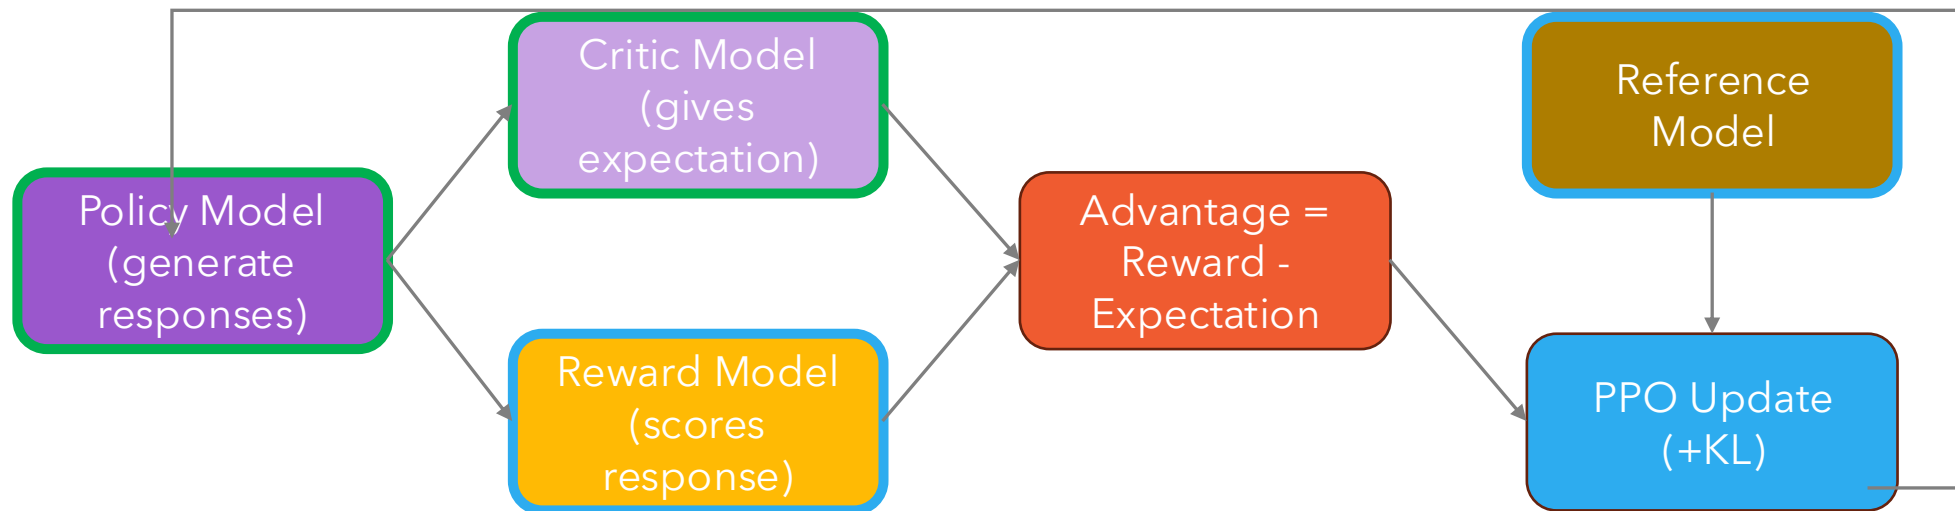 Policy Model
(generate
responses)
Critic Model
(gives
expectation)
Reward Model
(scores
response)
Advantage =
Reward -
Expectation
Reference
Model
PPO Update
(+KL)